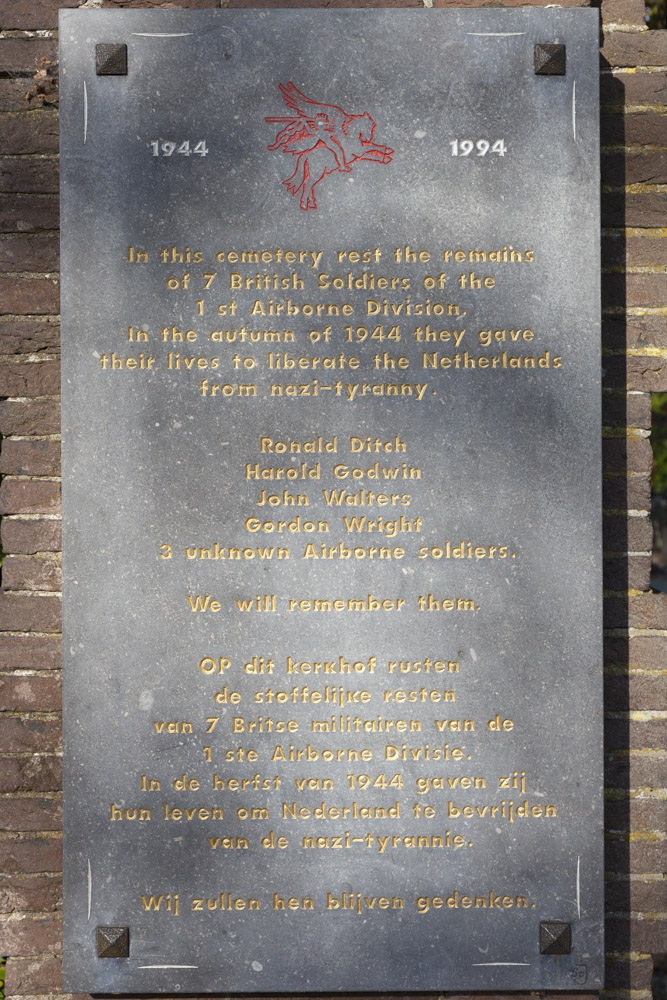 1944 1994
In this cemetery rest the remains
of 7 British Soldiers of the
1 st Airborne Division.
In the autumn of 1944 they gave
their lives to liberate the Netherlands
from nazi-tyranny.
Ronald Ditch
Harold Godwin
John Walters
Gordon Wright
3 unknown Airborne soldiers.
We will remember them.
OP dit kerkhof rusten
de stoffelijke resten
van 7 Britse militairen van de
1 ste Airborne Divisie.
In de herfst van 1944 gaven zij
hun leven om Nederland te bevrijden
van de nazi-tyrannie.
Wij zullen hen blijven gedenken.